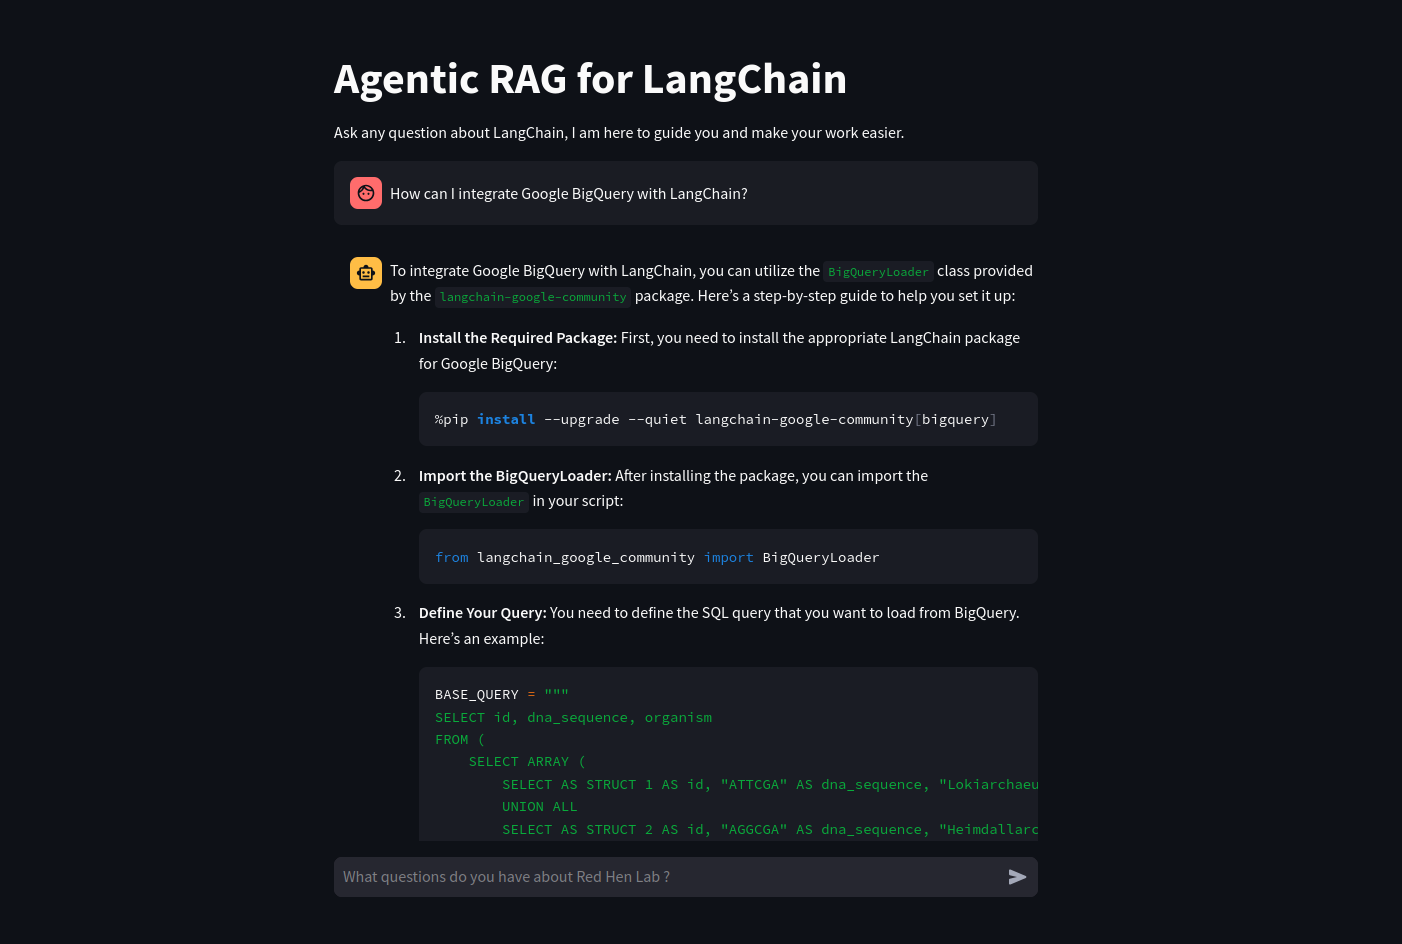 Agentic RAG for LangChain
Ask any question about LangChain, I am here to guide you and make your work easier.
How can I integrate Google BigQuery with LangChain?
To integrate Google BigQuery with LangChain, you can utilize the BigQueryLoader class provided
by the langchain-google-community package. Here’s a step-by-step guide to help you set it up:
1. Install the Required Package: First, you need to install the appropriate LangChain package
for Google BigQuery:
%pip install --upgrade --quiet langchain-google-community[bigquery]
2. Import the BigQueryLoader: After installing the package, you can import the
BigQueryLoader in your script:
from langchain_google_community import BigQueryLoader
3. Define Your Query: You need to define the SQL query that you want to load from BigQuery.
Here’s an example:
BASE_QUERY = """
SELECT id, dna_sequence, organism
FROM (
    SELECT ARRAY (
        SELECT AS STRUCT 1 AS id, "ATTCGA" AS dna_sequence, "Lokiarchaeu
        UNION ALL
        SELECT AS STRUCT 2 AS id, "AGGCGA" AS dna_sequence, "Heimdallarc
What questions do you have about Red Hen Lab ?